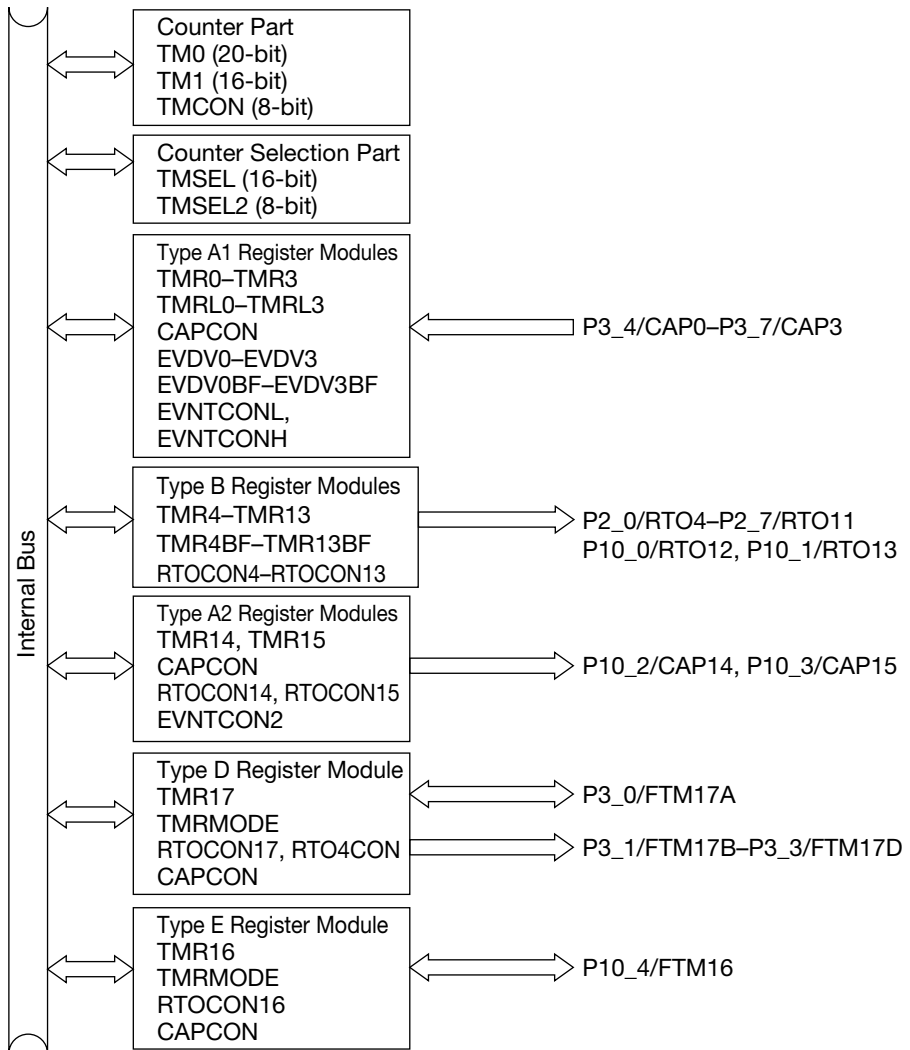 Internal Bus
Counter Part
TM0 (20-bit)
TM1 (16-bit)
TMCON (8-bit)
Counter Selection Part
TMSEL (16-bit)
TMSEL2 (8-bit)
Type A1 Register Modules
TMR0–TMR3
TMRL0–TMRL3
CAPCON
EVDV0–EVDV3
EVDV0BF–EVDV3BF
EVNTCONL,
EVNTCONH
P3_4/CAP0–P3_7/CAP3
Type B Register Modules
TMR4–TMR13
TMR4BF–TMR13BF
RTOCON4–RTOCON13
P2_0/RTO4–P2_7/RTO11
P10_0/RTO12, P10_1/RTO13
Type A2 Register Modules
TMR14, TMR15
CAPCON
RTOCON14, RTOCON15
EVNTCON2
P10_2/CAP14, P10_3/CAP15
Type D Register Module
TMR17
TMRMODE
RTOCON17, RTO4CON
CAPCON
P3_0/FTM17A
P3_1/FTM17B–P3_3/FTM17D
Type E Register Module
TMR16
TMRMODE
RTOCON16
CAPCON
P10_4/FTM16